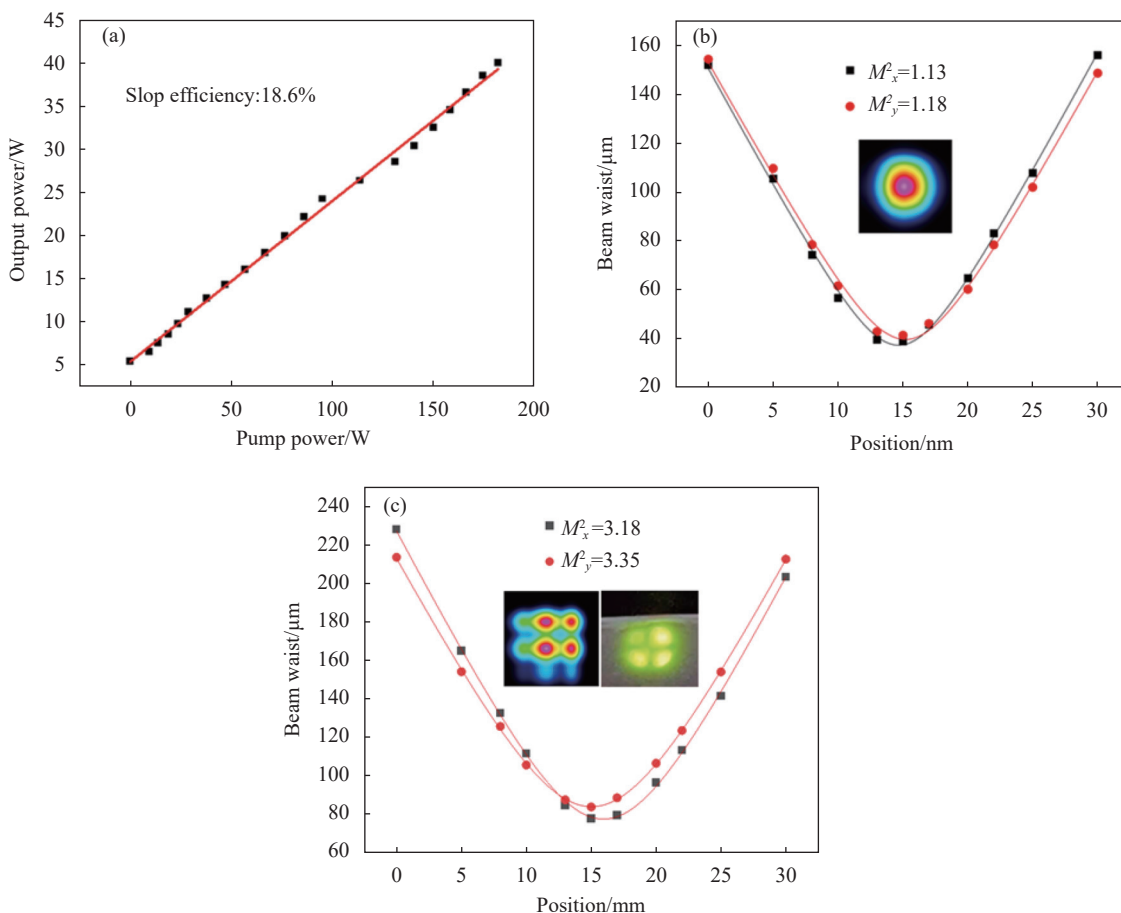 (a)
Slop efficiency:18.6%
45
40
35
30
25
20
15
10
5
Output power/W
0 50 100 150 200
Pump power/W
(b)
M²x=1.13
M²y=1.18
160
140
120
100
80
60
40
20
Beam waist/μm
0 5 10 15 20 25 30
Position/nm
(c)
M²x=3.18
M²y=3.35
240
220
200
180
160
140
120
100
80
60
Beam waist/μm
0 5 10 15 20 25 30
Position/mm